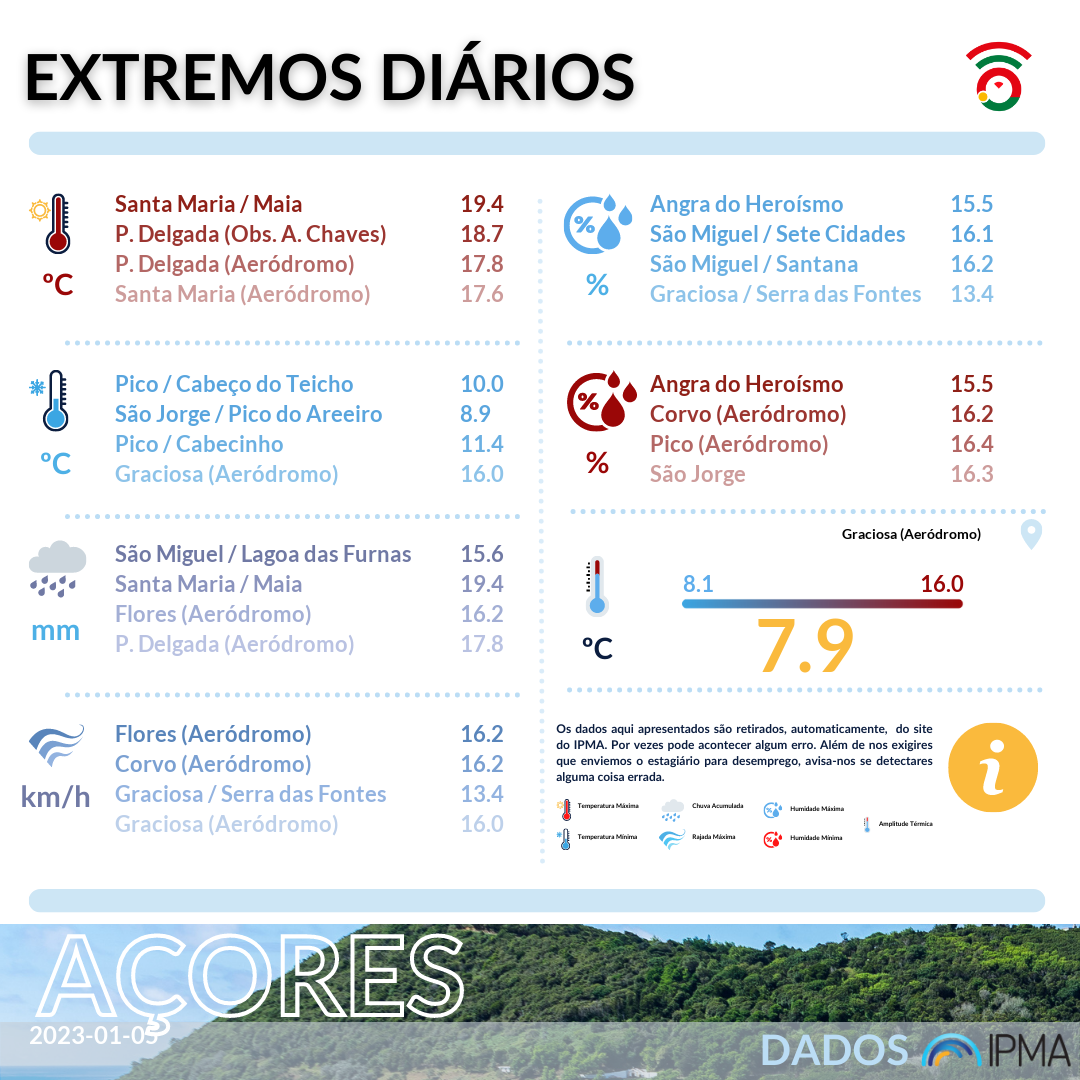 EXTREMOS DIÁRIOS
Santa Maria / Maia 19.4
P. Delgada (Obs. A. Chaves) 18.7
P. Delgada (Aeródromo) 17.8
Santa Maria (Aeródromo) 17.6
ºC
Pico / Cabeço do Teicho 10.0
São Jorge / Pico do Areeiro 8.9
Pico / Cabecinho 11.4
Graciosa (Aeródromo) 16.0
ºC
São Miguel / Lagoa das Furnas 15.6
Santa Maria / Maia 19.4
Flores (Aeródromo) 16.2
P. Delgada (Aeródromo) 17.8
mm
Flores (Aeródromo) 16.2
Corvo (Aeródromo) 16.2
Graciosa / Serra das Fontes 13.4
Graciosa (Aeródromo) 16.0
km/h
%
Angra do Heroísmo 15.5
São Miguel / Sete Cidades 16.1
São Miguel / Santana 16.2
Graciosa / Serra das Fontes 13.4
%
%
Angra do Heroísmo 15.5
Corvo (Aeródromo) 16.2
Pico (Aeródromo) 16.4
São Jorge 16.3
%
Graciosa (Aeródromo)
8.1 16.0
7.9
ºC
Os dados aqui apresentados são retirados, automaticamente, do site
do IPMA. Por vezes pode acontecer algum erro. Além de nos exigires
que enviemos o estagiário para desemprego, avisa-nos se detectares
alguma coisa errada.
i
Temperatura Máxima Chuva Acumulada Humidade Máxima
Amplitude Térmica
Temperatura Mínima Rajada Máxima Humidade Mínima
AÇORES
2023-01-05
DADOS IPMA